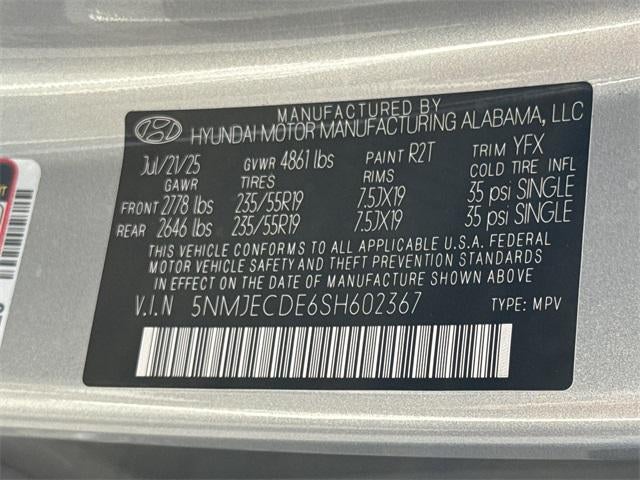 MANUFACTURED BY
HYUNDAI MOTOR MANUFACTURING ALABAMA, LLC
Jul/21/25 GVWR 4861 lbs PAINT R2T TRIM YFX
GAWR TIRES RIMS COLD TIRE INFL
FRONT 2778 lbs 235/55R19 7.5JX19 35 psi SINGLE
REAR 2646 lbs 235/55R19 7.5JX19 35 psi SINGLE
THIS VEHICLE CONFORMS TO ALL APPLICABLE U.S.A. FEDERAL
MOTOR VEHICLE SAFETY AND THEFT PREVENTION STANDARDS
IN EFFECT ON THE DATE OF MANUFACTURE SHOWN ABOVE
V.I.N 5NMJECDE6SH602367 TYPE: MPV